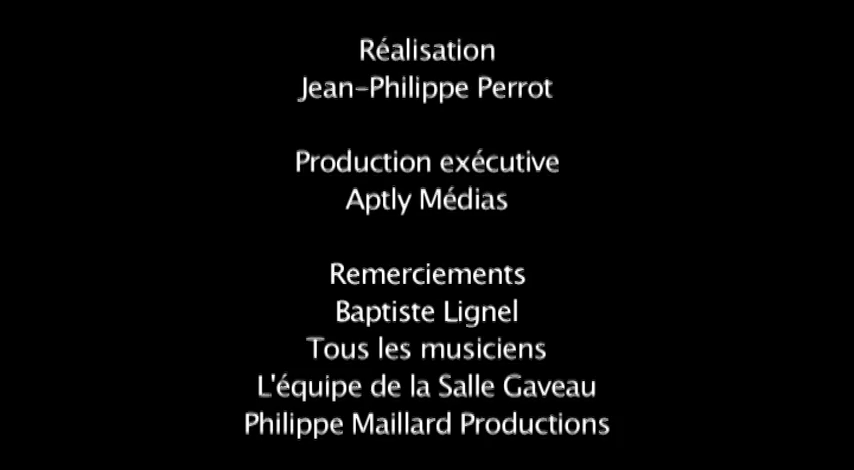 Réalisation
Jean-Philippe Perrot
Production exécutive
Aptly Médias
Remerciements
Baptiste Lignel
Tous les musiciens
L'équipe de la Salle Gaveau
Philippe Maillard Productions